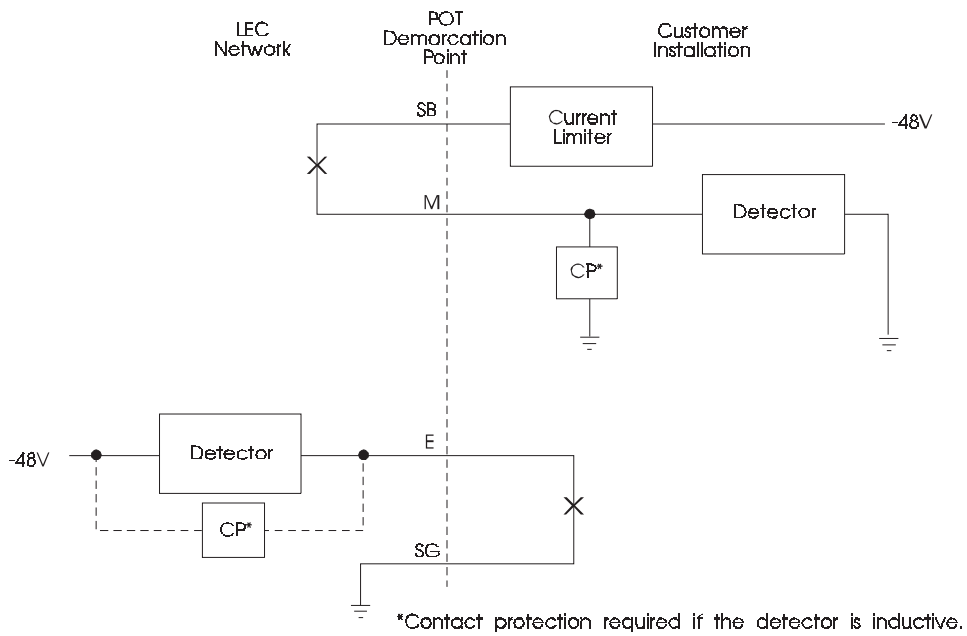 LEC
Network
POT
Demarcation
Point
Customer
Installation
SB
Current
Limiter
-48V
M
Detector
CP*
-48V
Detector
E
CP*
SG
*Contact protection required if the detector is inductive.